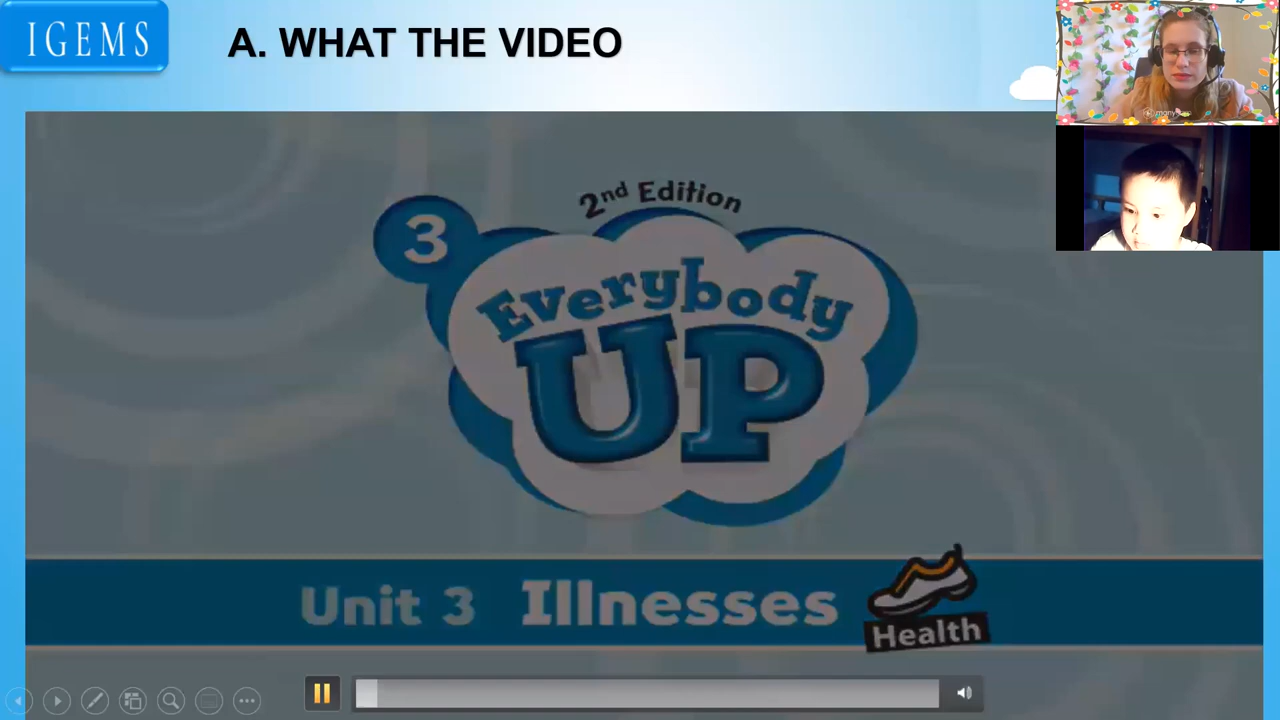 IGEMS
A. WHAT THE VIDEO
2nd Edition
3
Everybody
UP
Unit 3 Illnesses
Health